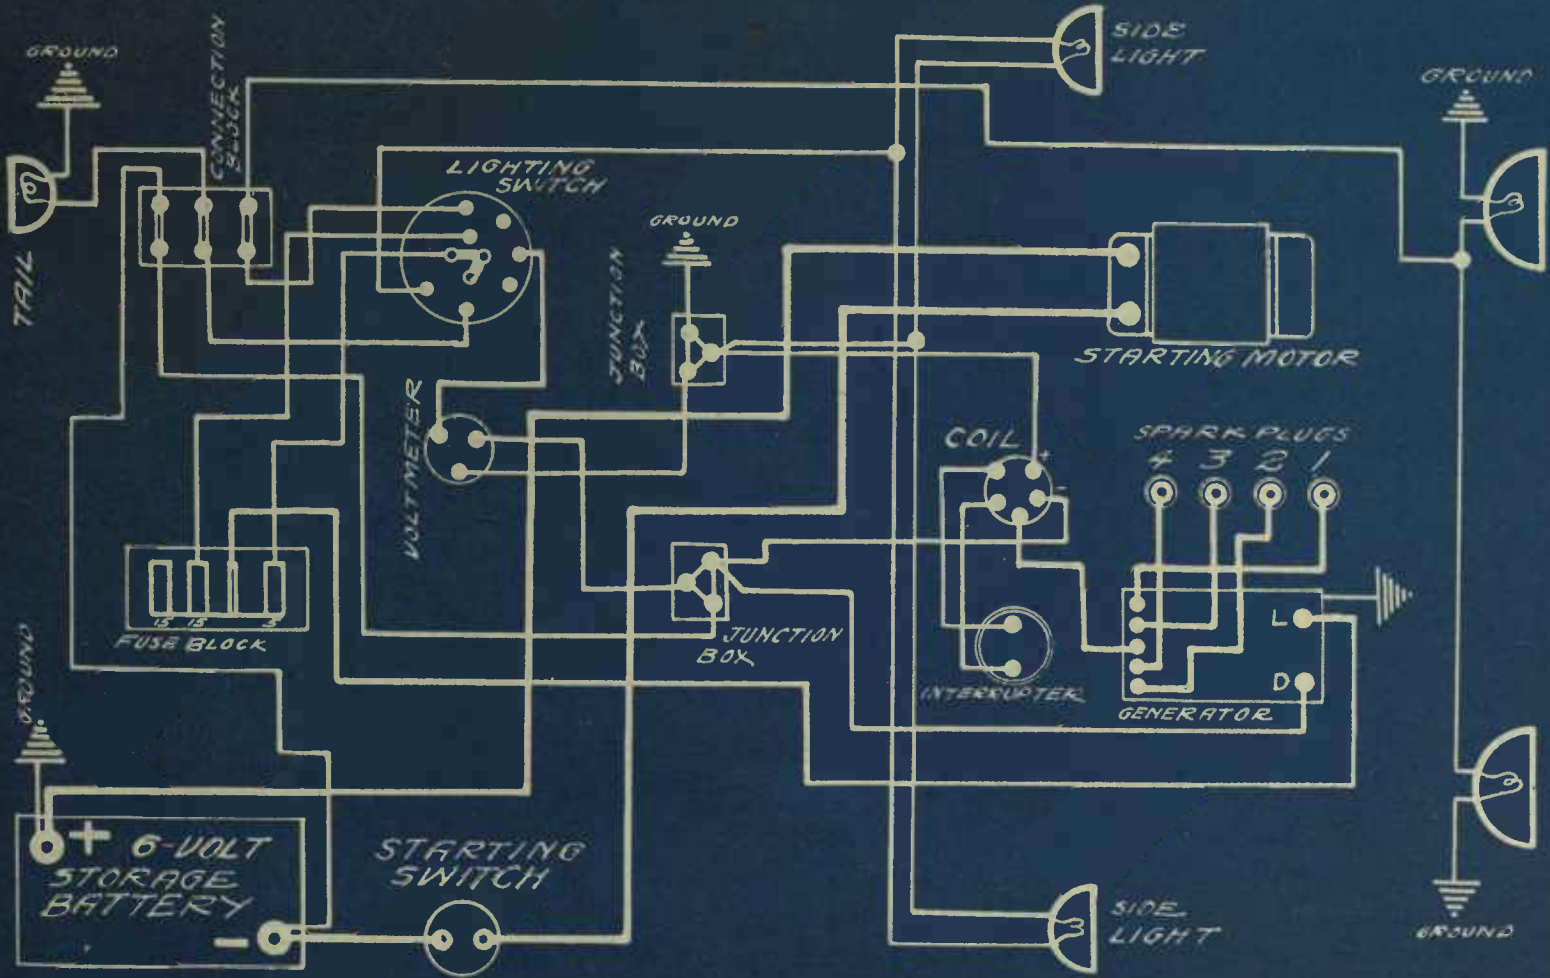 GROUND
CONNECTION
BLOCK
SIDE
LIGHT
GROUND
TAIL
LIGHTING
SWITCH
GROUND
JUNCTION
BOX
STARTING MOTOR
VOLTMETER
COIL
+
-
SPARK PLUGS
4 3 2 1
15 15 5
FUSE BLOCK
JUNCTION
BOX
INTERRUPTER
L
D
GENERATOR
GROUND
+ 6-VOLT
STORAGE
BATTERY
-
STARTING
SWITCH
SIDE
LIGHT
GROUND